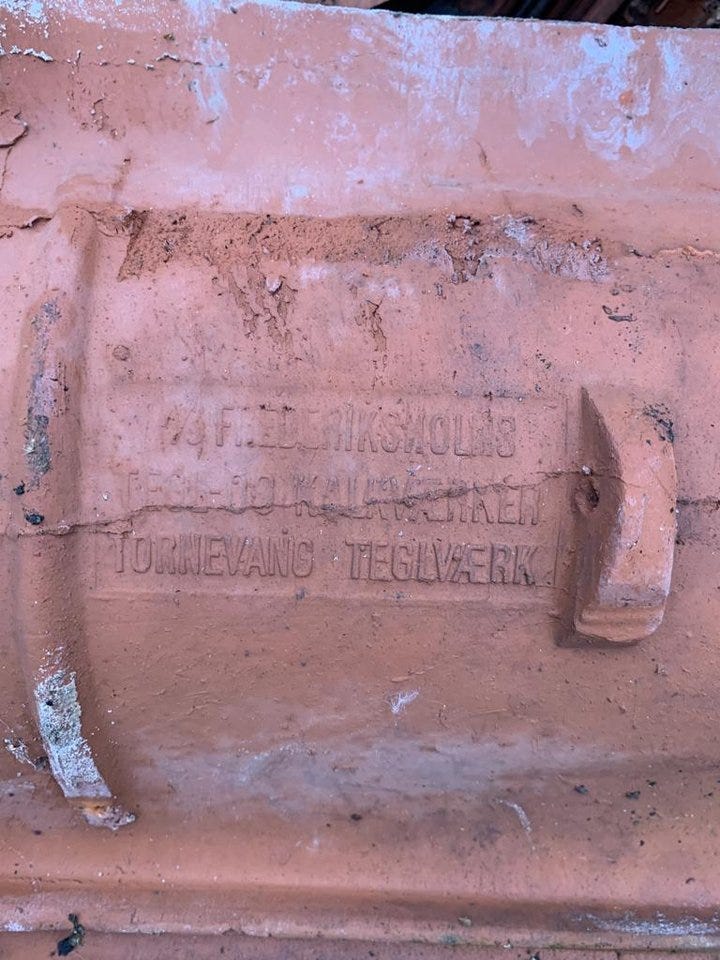 A/S FREDERIKSHOLMS
TEGL-OG KALKVÆRKER
TORNEVANG TEGLVÆRK